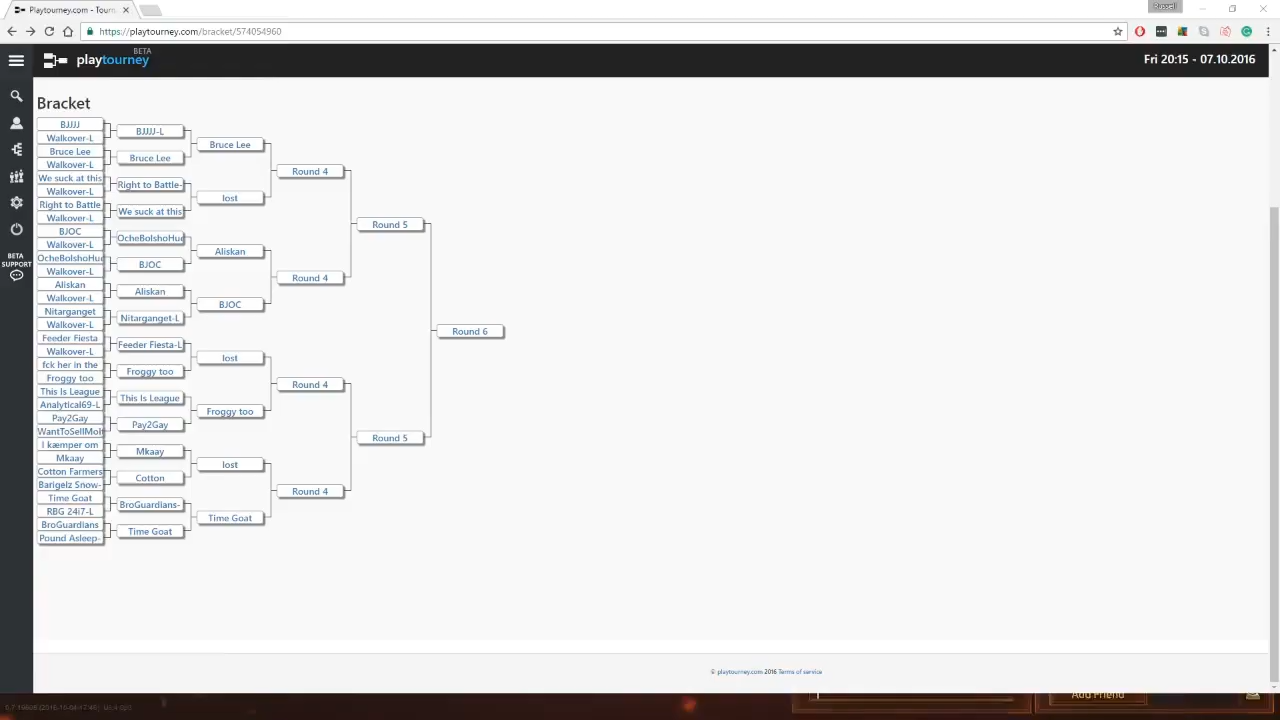 Playtourney.com - Tourn
Russell
https://playtourney.com/bracket/574054960
playtourney BETA
Fri 20:15 - 07.10.2016
BETA
SUPPORT
Bracket
BJJJJ
Walkover-L
Bruce Lee
Walkover-L
We suck at this
Walkover-L
Right to Battle
Walkover-L
BJOC
Walkover-L
OcheBolshoHuo
Walkover-L
Aliskan
Walkover-L
Nitarganget
Walkover-L
Feeder Fiesta
Walkover-L
fck her in the
Froggy too
This Is League
Analytical69-L
Pay2Gay
WantToSellMoth
I kæmper om
Mkaay
Cotton Farmers
Barigeiz Snow-
Time Goat
RBG 24i7-L
BroGuardians
Pound Asleep-
BJJJJ-L
Bruce Lee
Right to Battle-
We suck at this
OcheBolshoHuo
BJOC
Aliskan
Nitarganget-L
Feeder Fiesta-L
Froggy too
This Is League
Pay2Gay
Mkaay
Cotton
BroGuardians-
Time Goat
Bruce Lee
lost
Aliskan
BJOC
lost
Froggy too
lost
Time Goat
Round 4
Round 4
Round 4
Round 4
Round 5
Round 5
Round 6
© playtourney.com 2016 Terms of service
Add Friend